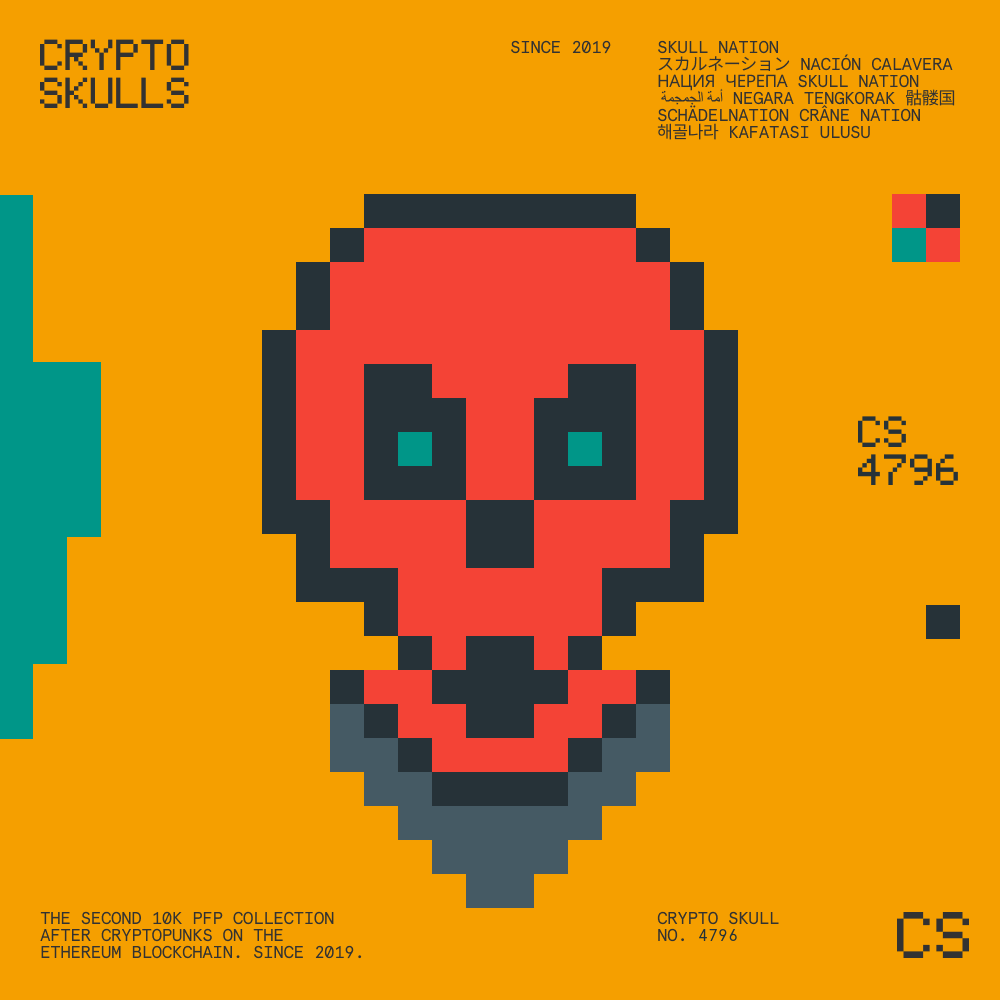 CRYPTO
SKULLS
SINCE 2019
SKULL NATION
スカルネーション NACIÓN CALAVERA
НАЦИЯ ЧЕРЕПА SKULL NATION
أمة الجمجمة NEGARA TENGKORAK 骷髅国
SCHÄDELNATION CRÂNE NATION
해골나라 KAFATASI ULUSU
CS
4796
THE SECOND 10K PFP COLLECTION
AFTER CRYPTOPUNKS ON THE
ETHEREUM BLOCKCHAIN. SINCE 2019.
CRYPTO SKULL
NO. 4796
CS